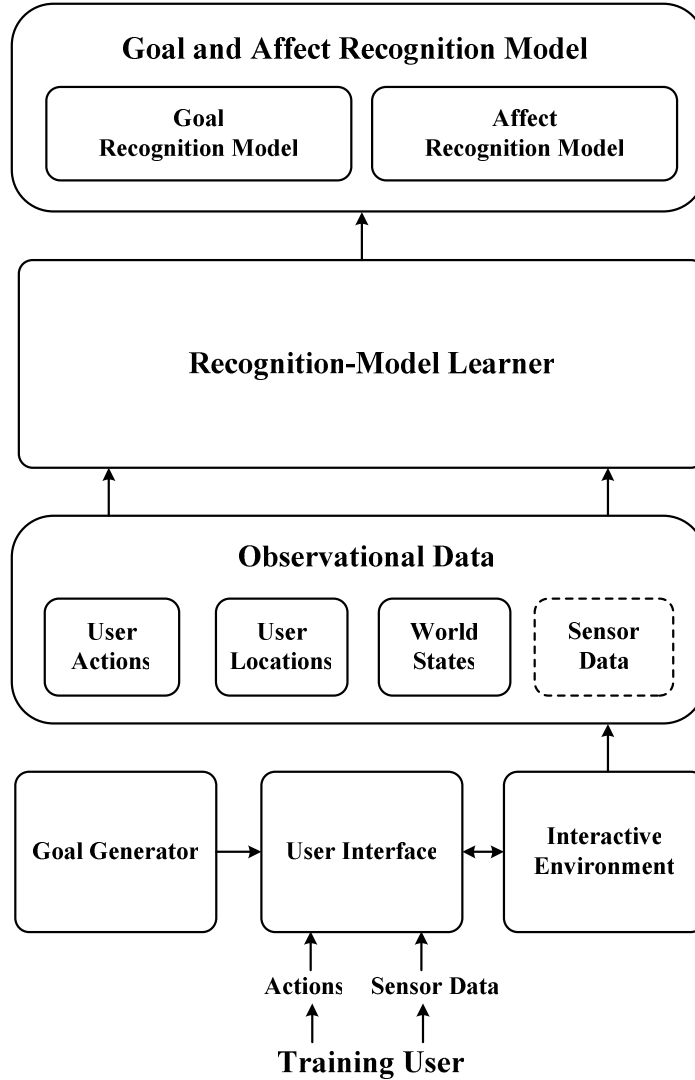 Goal and Affect Recognition Model
Goal
Recognition Model
Affect
Recognition Model
Recognition-Model Learner
Observational Data
User
Actions
User
Locations
World
States
Sensor
Data
Goal Generator
User Interface
Interactive
Environment
Actions
Sensor Data
Training User